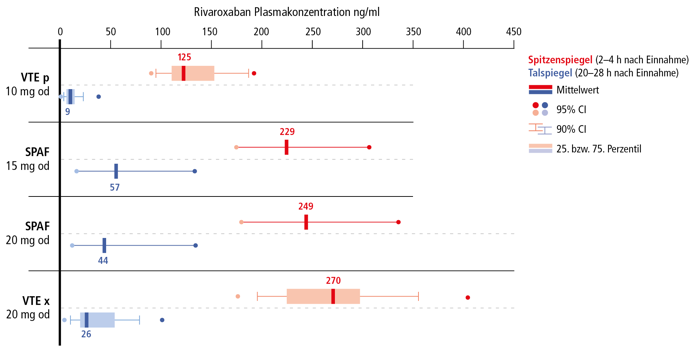 Rivaroxaban Plasmakonzentration ng/ml
0 50 100 150 200 250 300 350 400 450
Spitzenspiegel (2–4 h nach Einnahme)
Talspiegel (20–28 h nach Einnahme)
Mittelwert
95% CI
90% CI
25. bzw. 75. Perzentil
VTE p
10 mg od
125
9
SPAF
15 mg od
229
57
SPAF
20 mg od
249
44
VTE x
20 mg od
270
26